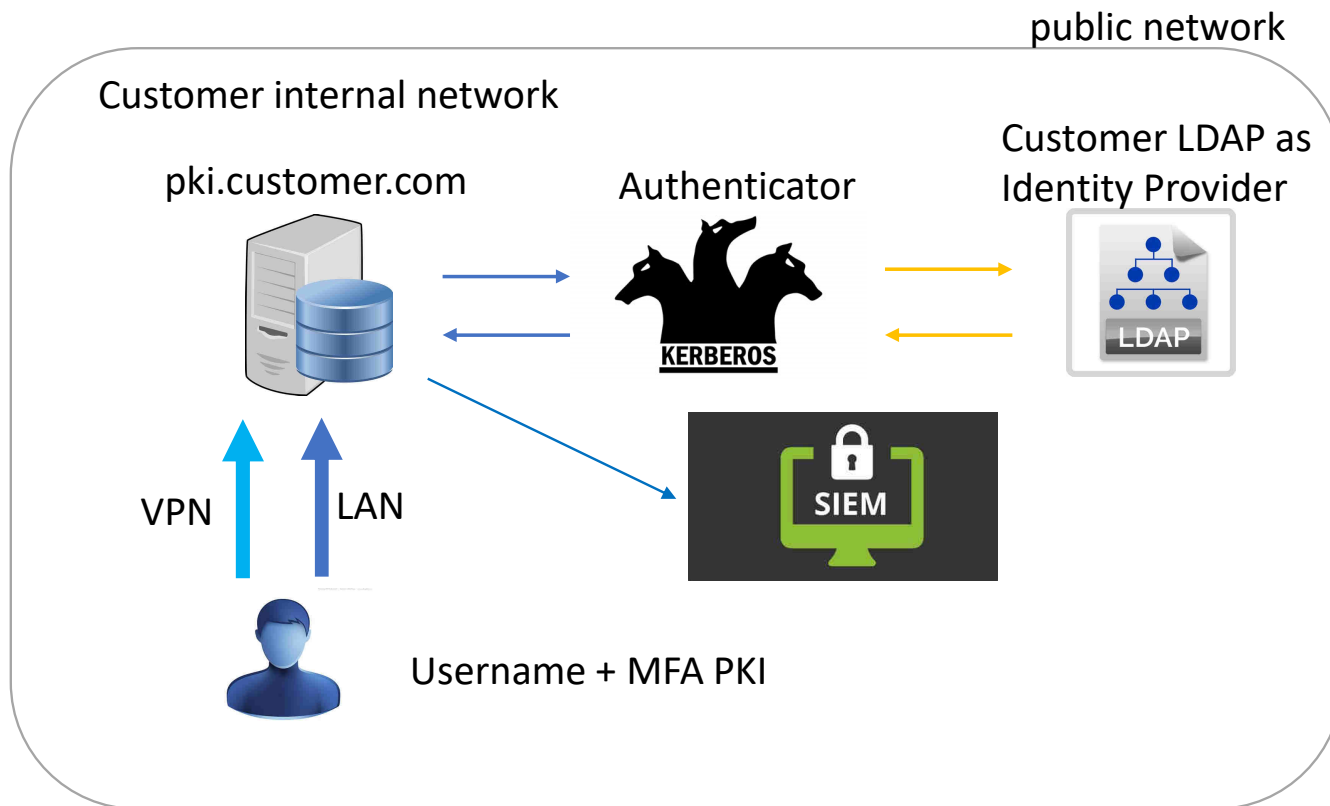 public network
Customer internal network
Customer LDAP as
Identity Provider
pki.customer.com
Authenticator
KERBEROS
LDAP
SIEM
VPN
LAN
Username + MFA PKI